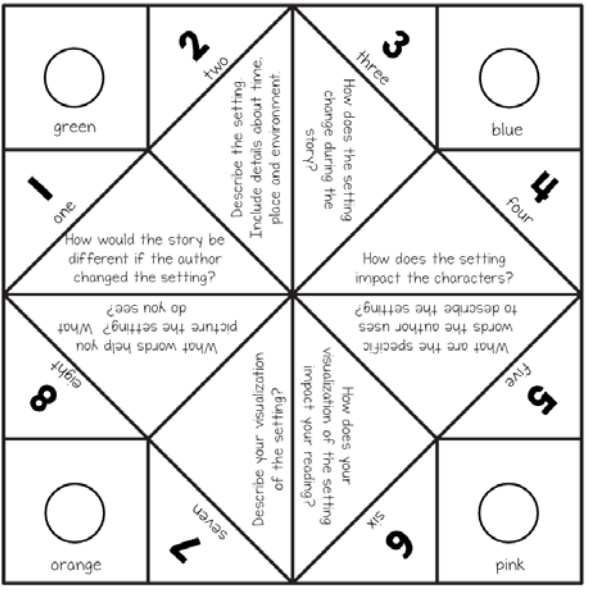 green
2
two
3
three
blue
1
one
Describe the setting.
Include details about time,
place and environment.
How does the setting
change during the
story?
4
four
How would the story be
different if the author
changed the setting?
How does the setting
impact the characters?
What words help you
picture the setting? What
do you see?
What are the specific
words the author uses
to describe the setting?
8
eight
Describe your visualization
of the setting?
How does your
visualization of the setting
impact your reading?
5
five
orange
7
seven
6
six
pink